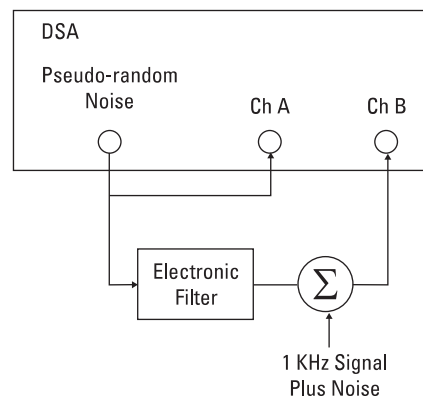 DSA
Pseudo-random
Noise
Ch A
Ch B
Electronic
Filter
Σ
1 KHz Signal
Plus Noise